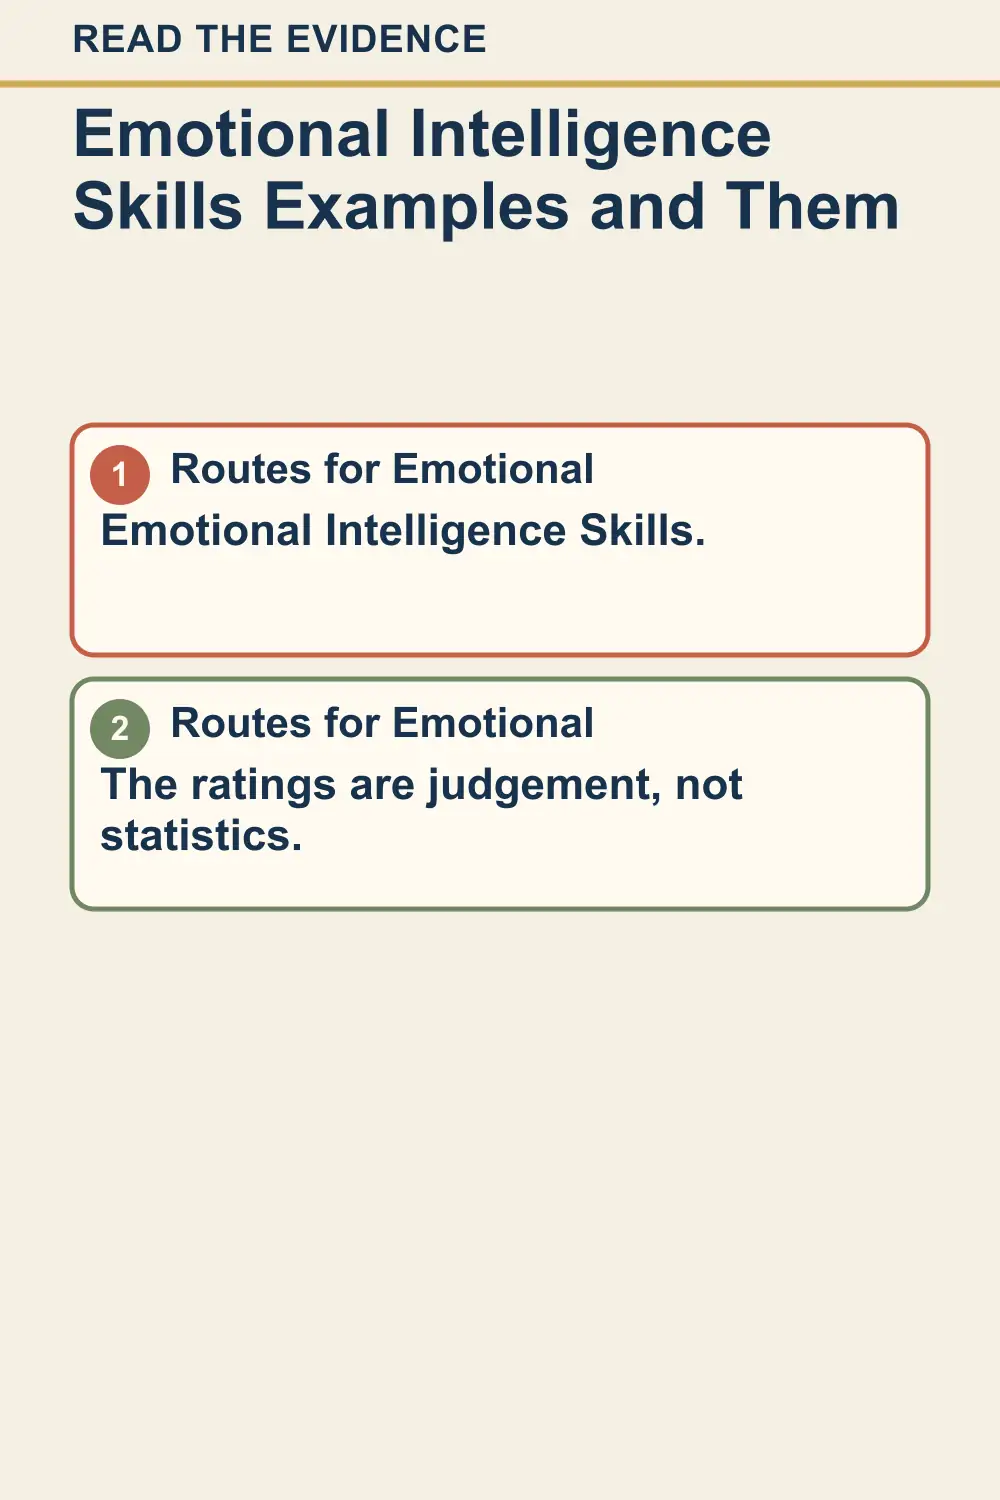 READ THE EVIDENCE
Emotional Intelligence
Skills Examples and Them
1
Routes for Emotional
Emotional Intelligence Skills.
2
Routes for Emotional
The ratings are judgement, not
statistics.